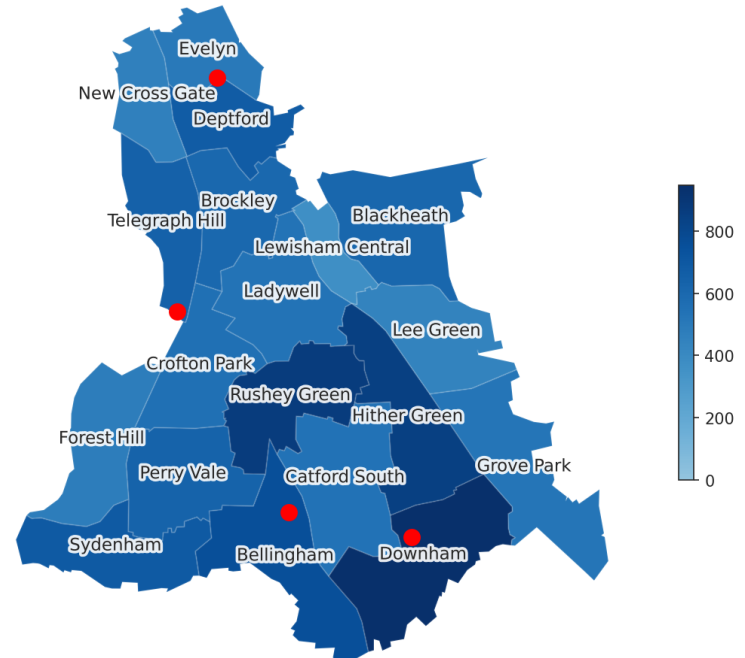 Evelyn
New Cross Gate
Deptford
Brockley
Telegraph Hill
Blackheath
Lewisham Central
Ladywell
Lee Green
Crofton Park
Rushey Green
Hither Green
Forest Hill
Perry Vale
Catford South
Grove Park
Sydenham
Bellingham
Downham
800
600
400
200
0